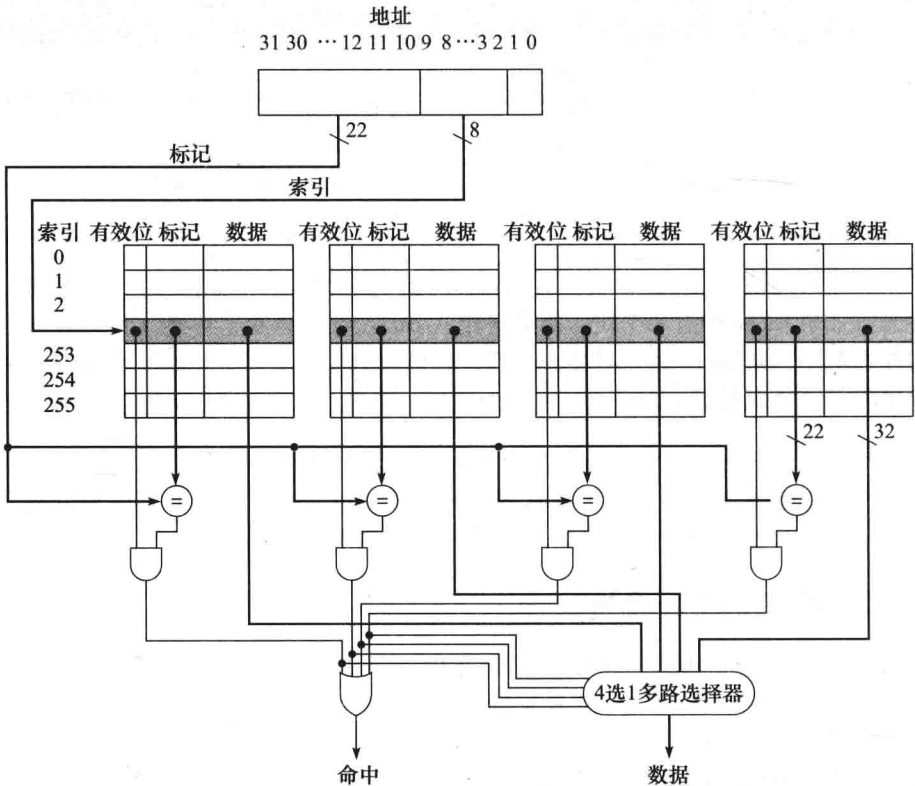 地址
31 30 ···12 11 10 9 8···3 2 1 0
22
8
标记
索引
索引 有效位 标记 数据 有效位 标记 数据 有效位 标记 数据 有效位 标记 数据
0
1
2
253
254
255
22
32
= = = =
4选1多路选择器
命中
数据